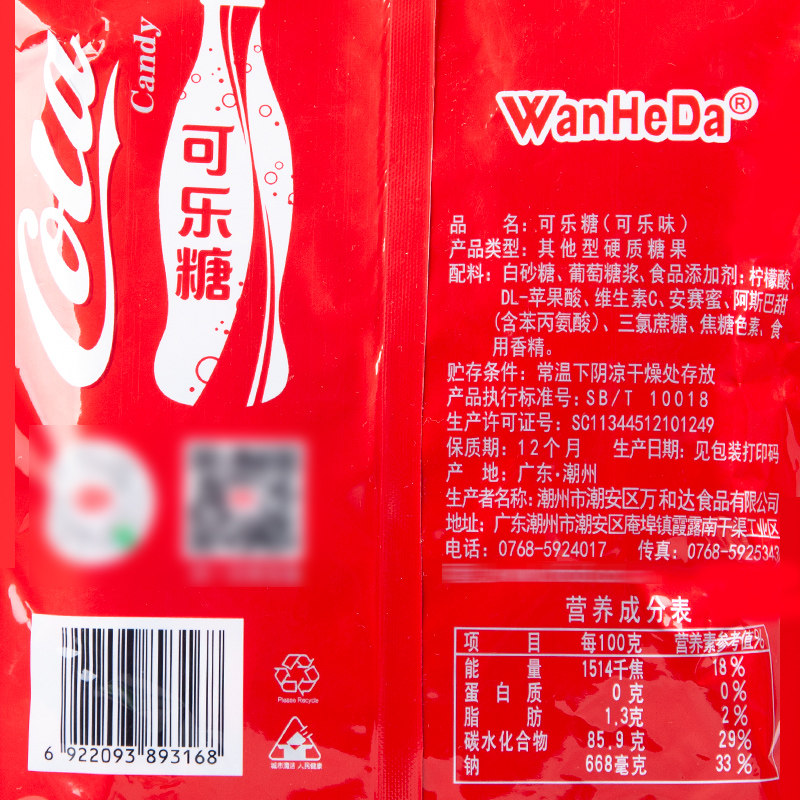 Cola
Candy
可乐糖
WanHeDa®
品 名：可乐糖（可乐味）
产品类型：其他型硬质糖果
配料：白砂糖、葡萄糖浆、食品添加剂：柠檬酸、
DL-苹果酸、维生素C、安赛蜜、阿斯巴甜
(含苯丙氨酸)、三氯蔗糖、焦糖色素、食
用香精。
贮存条件：常温下阴凉干燥处存放
产品执行标准号：SB/T 10018
生产许可证号：SC11344512101249
保质期：12个月 生产日期：见包装打印码
产 地：广东·潮州
生产者名称：潮州市潮安区万和达食品有限公司
地址：广东潮州市潮安区庵埠镇霞露南干渠工业区
电话：0768-5924017 传真：0768-5925343
营养成分表
项 目 每100克 营养素参考值%
能 量 1514千焦 18%
蛋白质 0克 0%
脂 肪 1.3克 2%
碳水化合物 85.9克 29%
钠 668毫克 33%
6 922093 893168
Please Recycle
城市清洁 人民健康